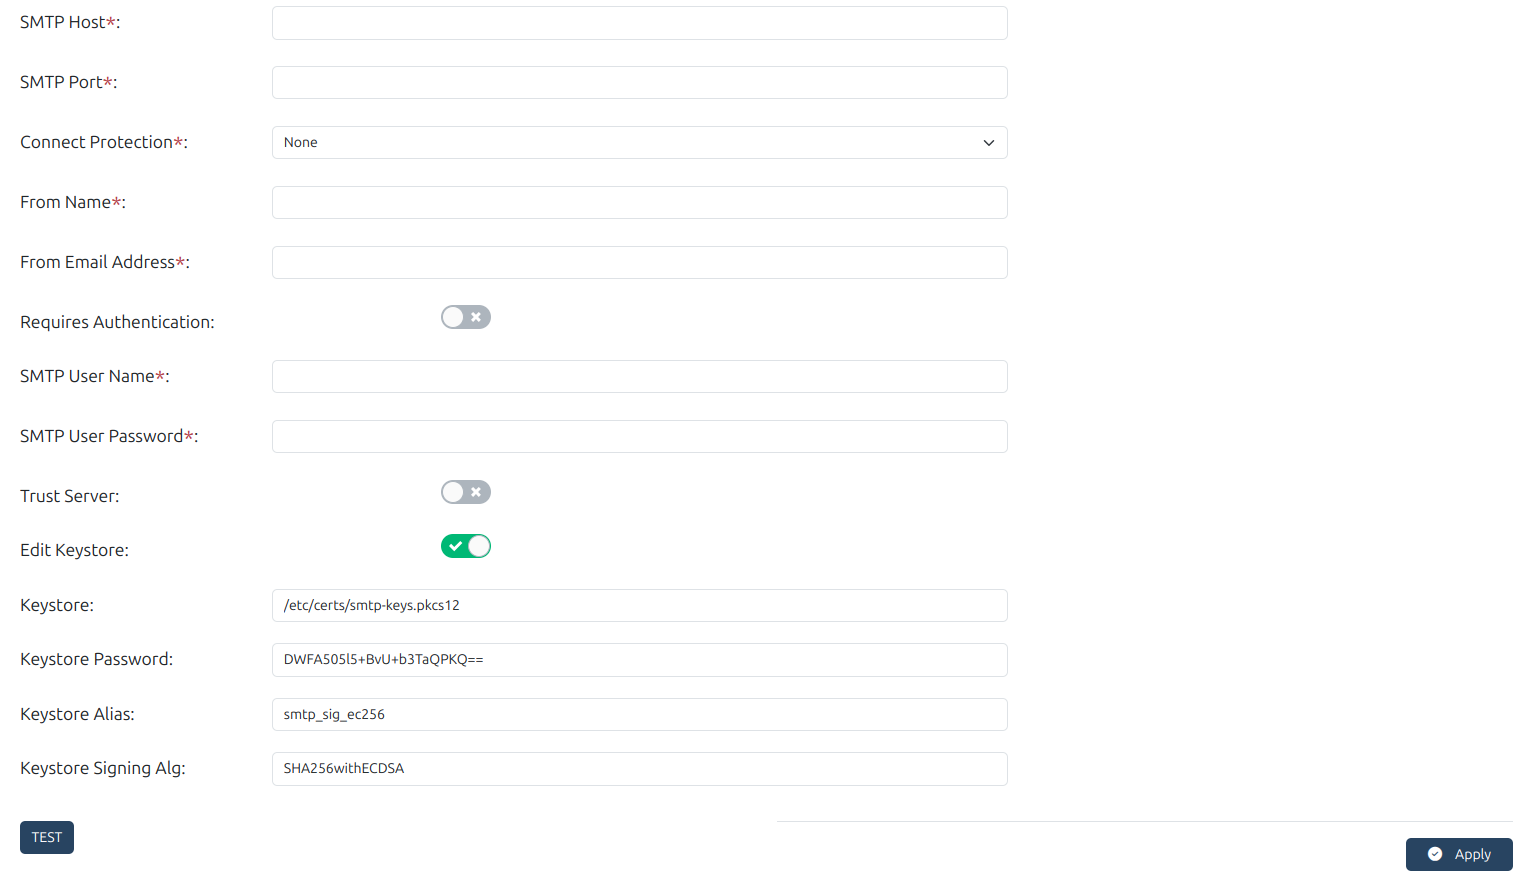 SMTP Host*:
SMTP Port*:
Connect Protection*: None
From Name*:
From Email Address*:
Requires Authentication:
SMTP User Name*:
SMTP User Password*:
Trust Server:
Edit Keystore:
Keystore: /etc/certs/smtp-keys.pkcs12
Keystore Password: DWFA505l5+BvU+b3TaQPKQ==
Keystore Alias: smtp_sig_ec256
Keystore Signing Alg: SHA256withECDSA
TEST
Apply